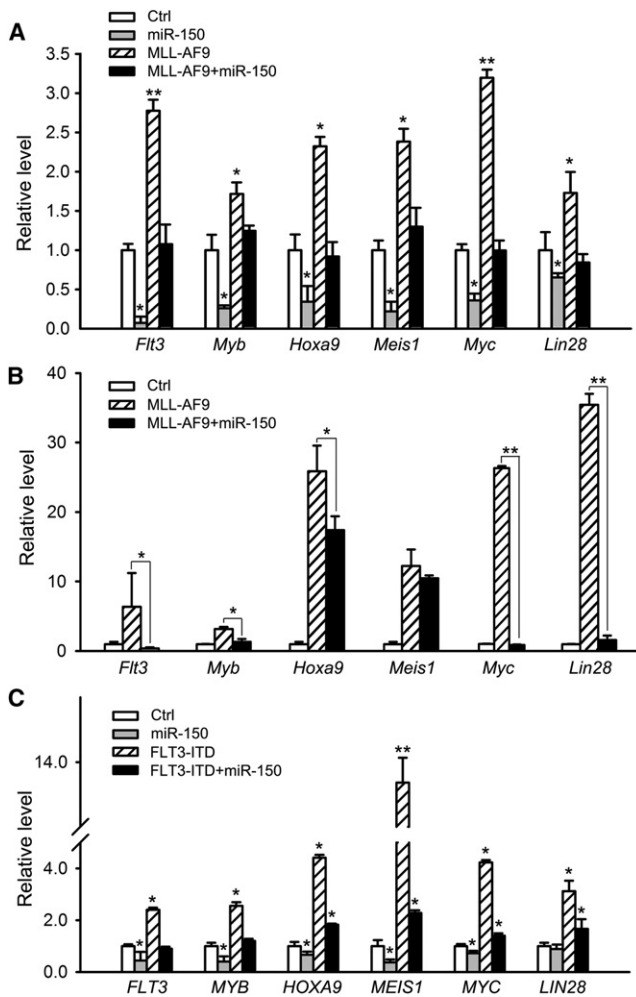 A
Ctrl
miR-150
MLL-AF9
MLL-AF9+miR-150
Relative level
3.5
3.0
2.5
2.0
1.5
1.0
0.5
0.0
** * * * ** *
* * * * * *
Flt3 Myb Hoxa9 Meis1 Myc Lin28
B
Ctrl
MLL-AF9
MLL-AF9+miR-150
Relative level
40
30
20
10
0
* * * ** **
Flt3 Myb Hoxa9 Meis1 Myc Lin28
C
Ctrl
miR-150
FLT3-ITD
FLT3-ITD+miR-150
Relative level
14.0
4.0
2.0
0.0
* * * ** * *
* * * * * * * *
*
FLT3 MYB HOXA9 MEIS1 MYC LIN28